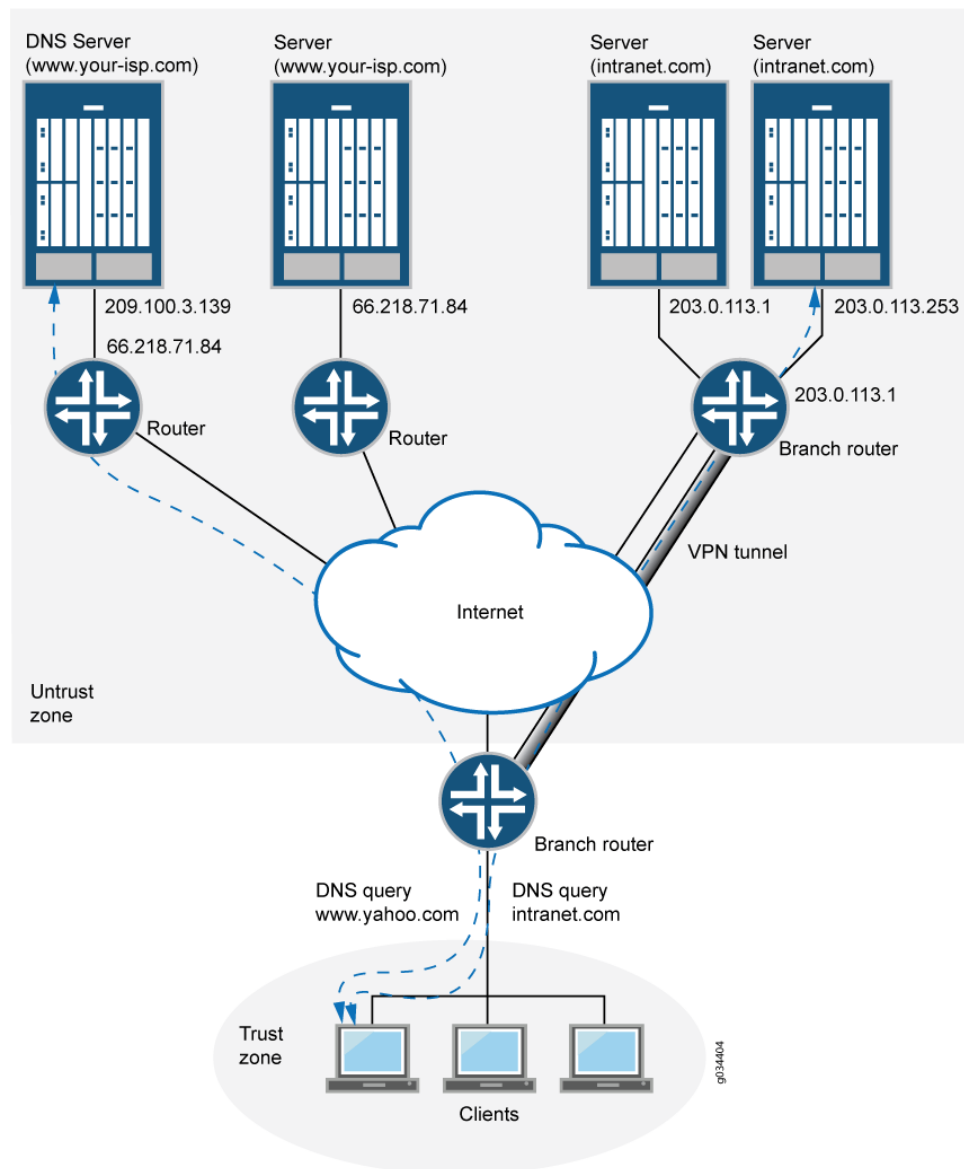 DNS Server
(www.your-isp.com)
Server
(www.your-isp.com)
Server
(intranet.com)
Server
(intranet.com)
209.100.3.139
66.218.71.84
203.0.113.1
203.0.113.253
66.218.71.84
203.0.113.1
Router
Router
Branch router
VPN tunnel
Internet
Untrust
zone
Branch router
DNS query
www.yahoo.com
DNS query
intranet.com
Trust
zone
Clients
g034404